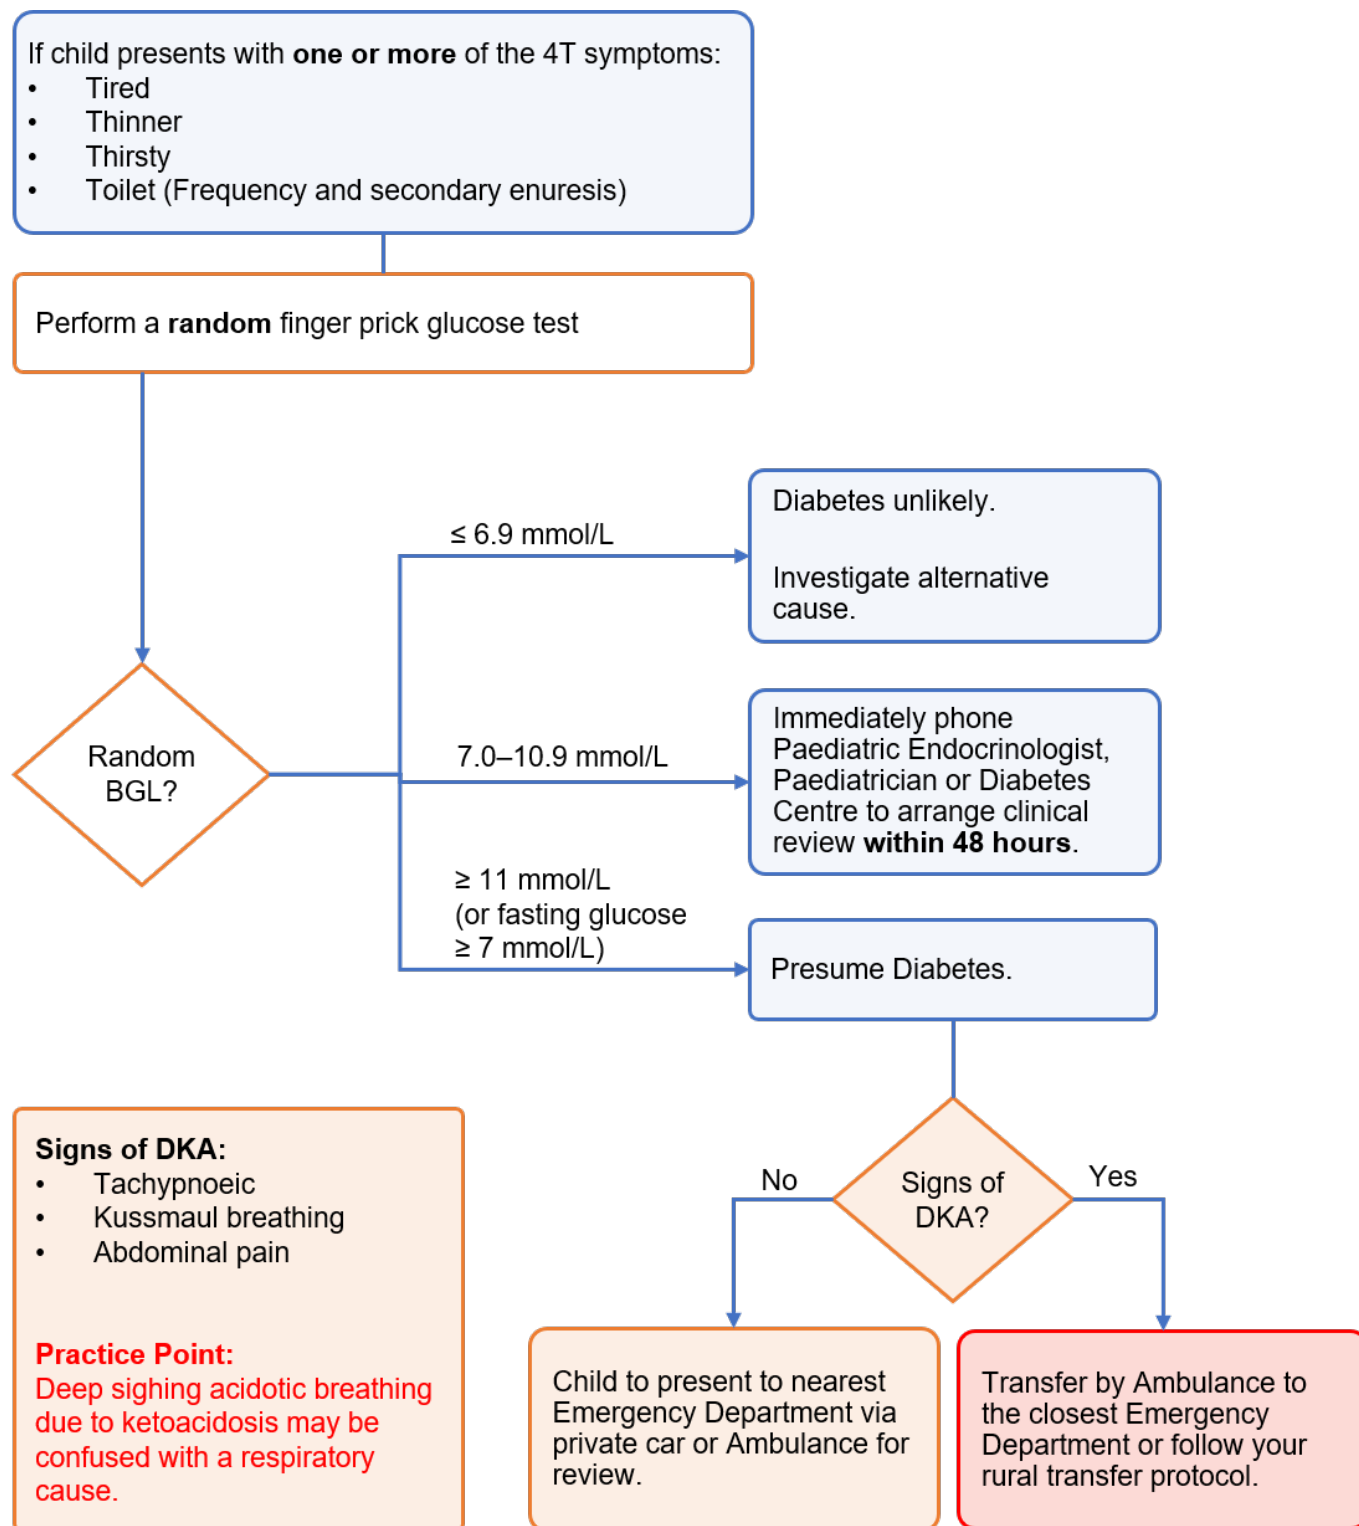 If child presents with one or more of the 4T symptoms:
• Tired
• Thinner
• Thirsty
• Toilet (Frequency and secondary enuresis)
Perform a random finger prick glucose test
Random
BGL?
≤ 6.9 mmol/L
Diabetes unlikely.
Investigate alternative
cause.
7.0–10.9 mmol/L
Immediately phone
Paediatric Endocrinologist,
Paediatrician or Diabetes
Centre to arrange clinical
review within 48 hours.
≥ 11 mmol/L
(or fasting glucose
≥ 7 mmol/L)
Presume Diabetes.
Signs of
DKA?
No
Yes
Child to present to nearest
Emergency Department via
private car or Ambulance for
review.
Transfer by Ambulance to
the closest Emergency
Department or follow your
rural transfer protocol.
Signs of DKA:
• Tachypnoeic
• Kussmaul breathing
• Abdominal pain
Practice Point:
Deep sighing acidotic breathing
due to ketoacidosis may be
confused with a respiratory
cause.